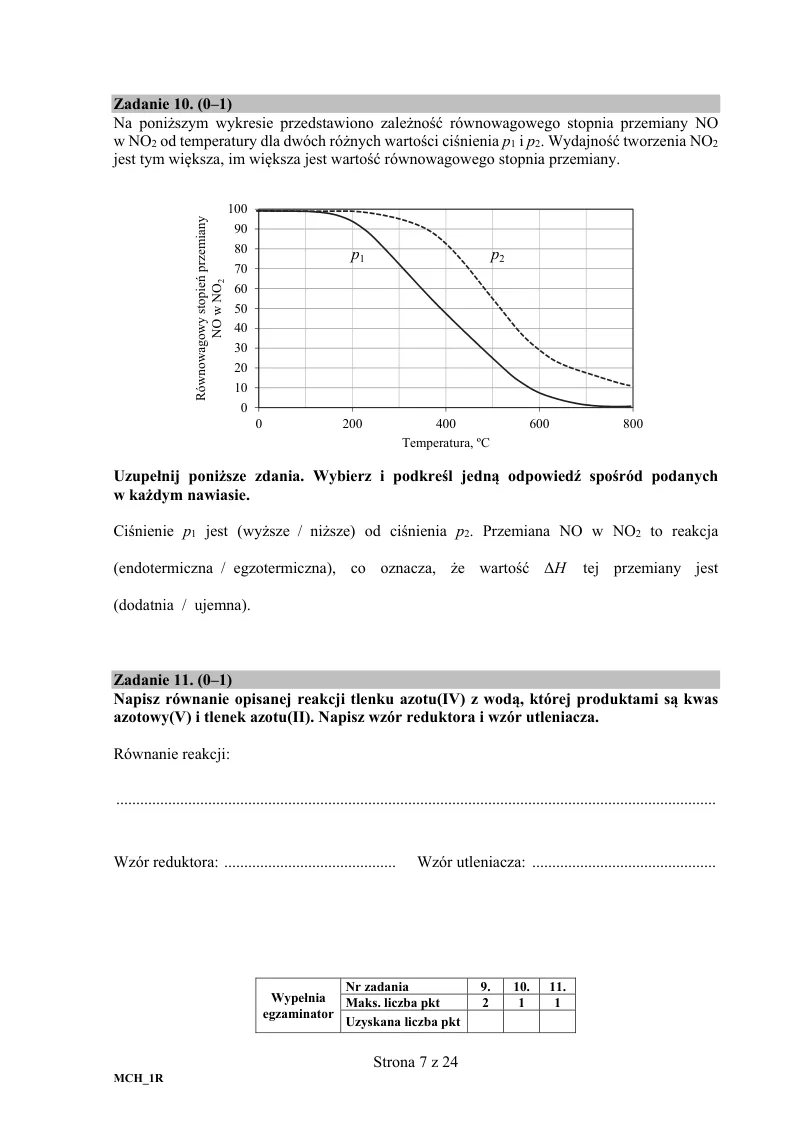 Zadanie 10. (0–1)
Na poniższym wykresie przedstawiono zależność równowagowego stopnia przemiany NO
w NO₂ od temperatury dla dwóch różnych wartości ciśnienia p₁ i p₂. Wydajność tworzenia NO₂
jest tym większa, im większa jest wartość równowagowego stopnia przemiany.
Równowagowy stopień przemiany
NO w NO₂
100
90
80
70
60
50
40
30
20
10
0
p₁
p₂
0 200 400 600 800
Temperatura, ºC
Uzupełnij poniższe zdania. Wybierz i podkreśl jedną odpowiedź spośród podanych
w każdym nawiasie.
Ciśnienie p₁ jest (wyższe / niższe) od ciśnienia p₂. Przemiana NO w NO₂ to reakcja
(endotermiczna / egzotermiczna), co oznacza, że wartość ΔH tej przemiany jest
(dodatnia / ujemna).
Zadanie 11. (0–1)
Napisz równanie opisanej reakcji tlenku azotu(IV) z wodą, której produktami są kwas
azotowy(V) i tlenek azotu(II). Napisz wzór reduktora i wzór utleniacza.
Równanie reakcji:
......................................................................................................................................................
Wzór reduktora: ........................................... Wzór utleniacza: ..............................................
Wypełnia
egzaminator
Nr zadania 9. 10. 11.
Maks. liczba pkt 2 1 1
Uzyskana liczba pkt
Strona 7 z 24
MCH_1R